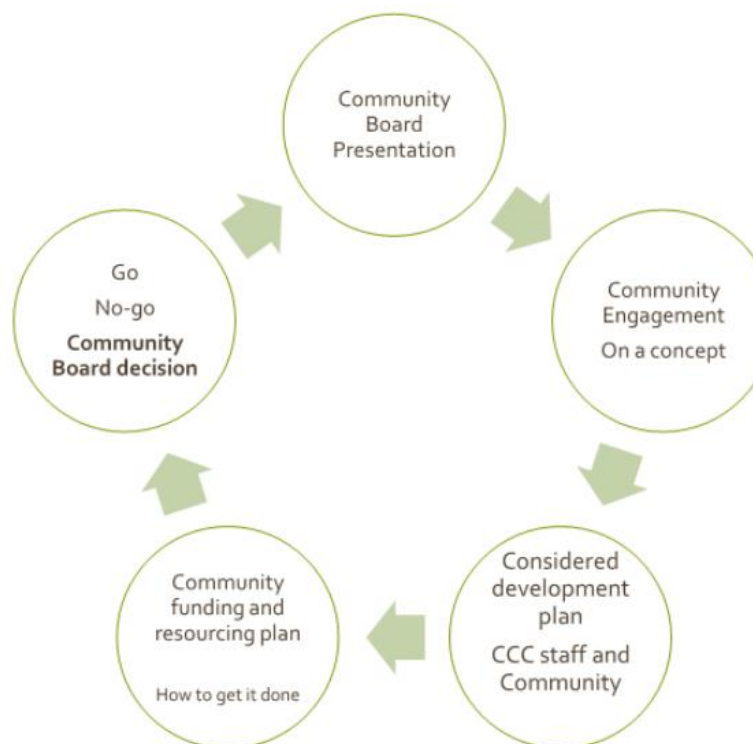 Community
Board
Presentation
Community
Engagement
On a concept
Considered
development
plan
CCC staff and
Community
Community
funding and
resourcing plan
How to get it done
Go
No-go
Community
Board decision